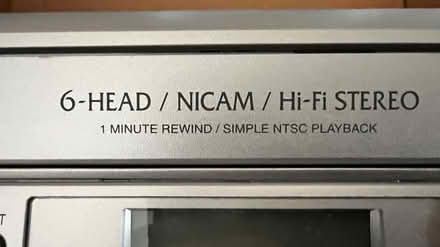 6-HEAD / NICAM / Hi-Fi STEREO
1 MINUTE REWIND / SIMPLE NTSC PLAYBACK